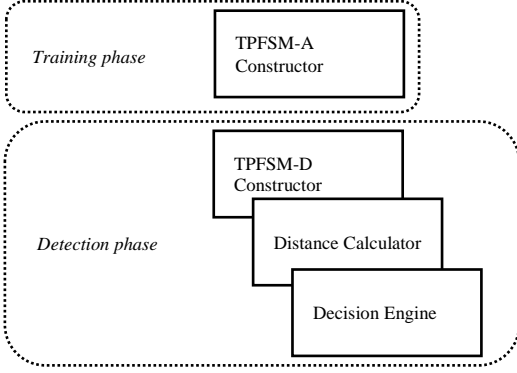 Training phase
TPFSM-A
Constructor
Detection phase
TPFSM-D
Constructor
Distance Calculator
Decision Engine